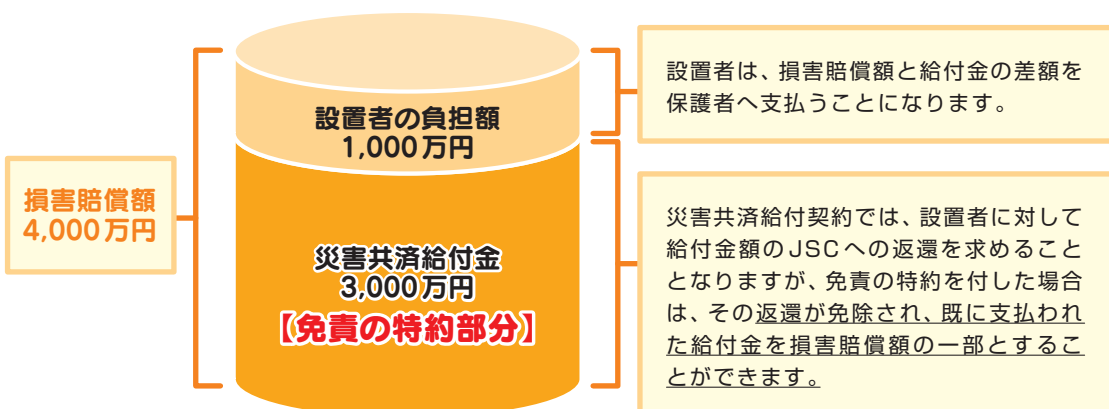 損害賠償額
4,000万円
設置者の負担額
1,000万円
災害共済給付金
3,000万円
【免責の特約部分】
設置者は、損害賠償額と給付金の差額を
保護者へ支払うことになります。
災害共済給付契約では、設置者に対して
給付金額のJSCへの返還を求めること
となりますが、免責の特約を付した場合
は、その返還が免除され、既に支払われ
た給付金を損害賠償額の一部とするこ
とができます。